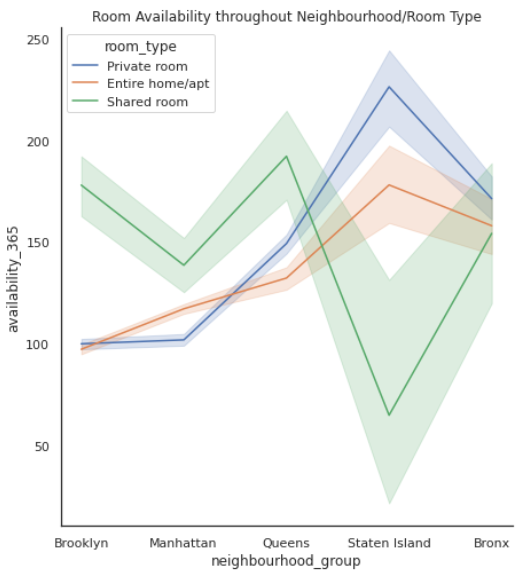 Room Availability throughout Neighbourhood/Room Type
room_type
Private room
Entire home/apt
Shared room
250
200
150
100
50
availability_365
Brooklyn Manhattan Queens Staten Island Bronx
neighbourhood_group